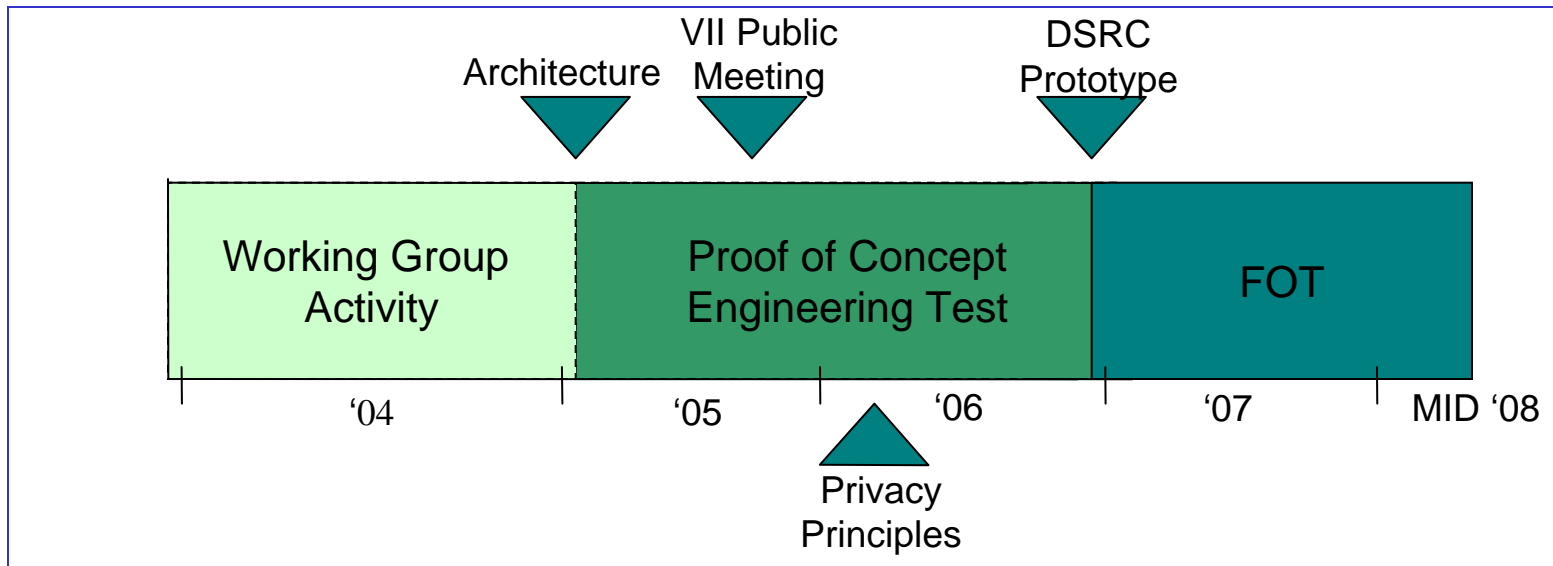 VII Public
Meeting
DSRC
Prototype
Architecture
Working Group
Activity
Proof of Concept
Engineering Test
FOT
‘04
‘05
‘06
‘07
MID ‘08
Privacy
Principles